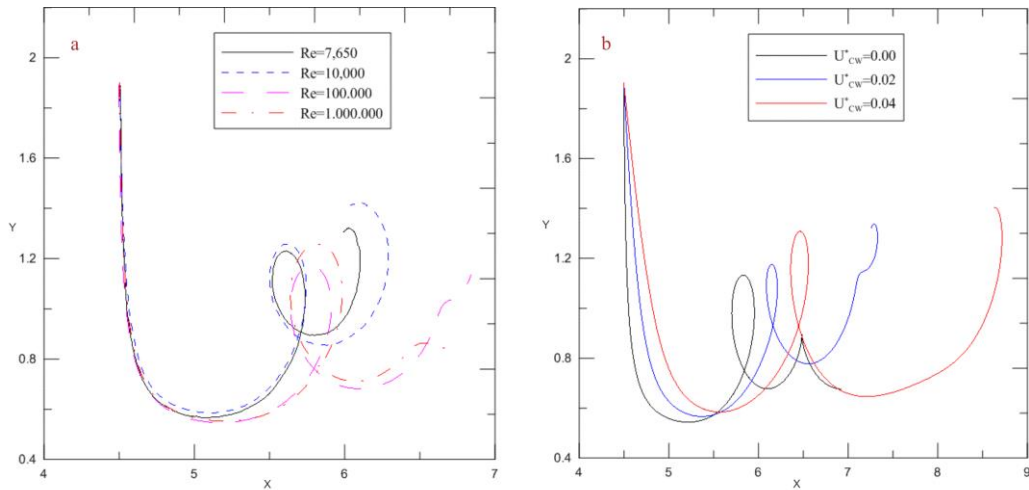 a
Re=7,650
Re=10,000
Re=100.000
Re=1.000.000
2
1.6
Y
1.2
0.8
0.4
4 5 6 7
X
b
U*CW=0.00
U*CW=0.02
U*CW=0.04
2
1.6
Y
1.2
0.8
0.4
4 5 6 7 8 9
X